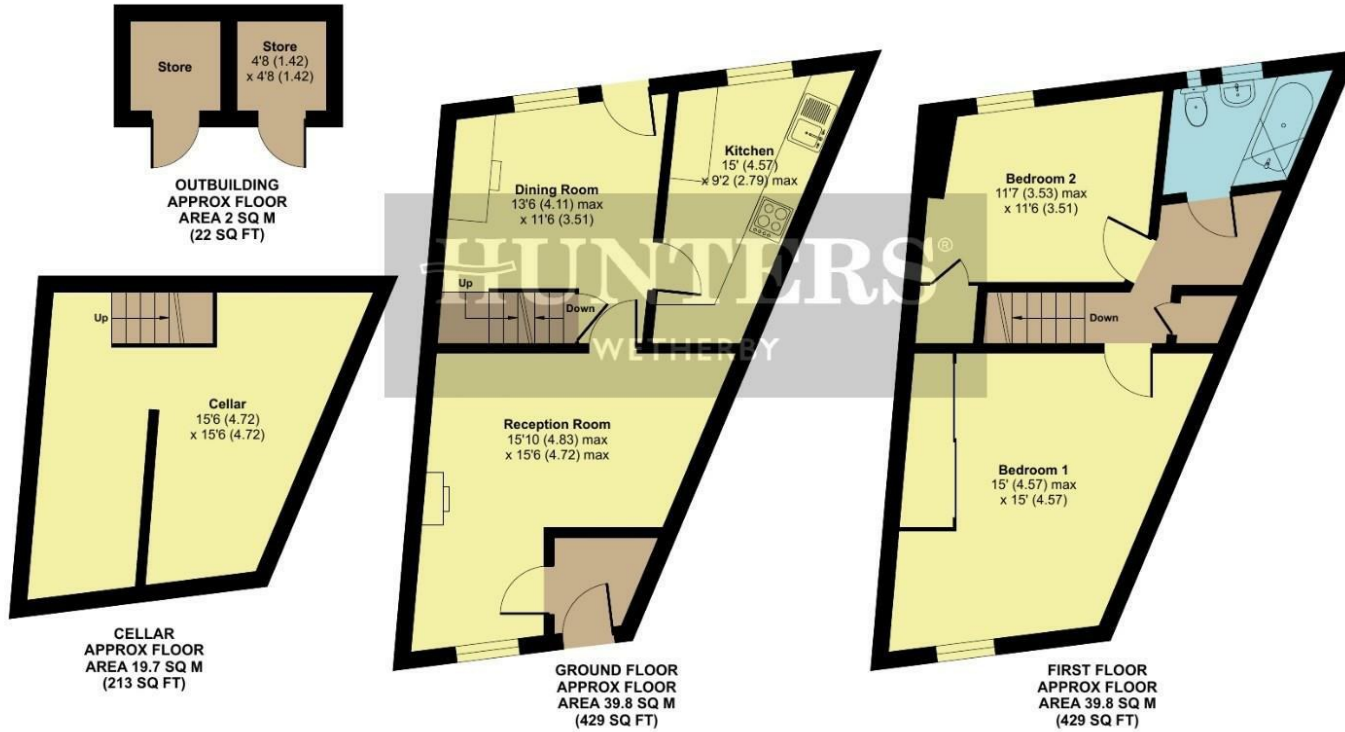 Store
Store
4'8 (1.42)
x 4'8 (1.42)
OUTBUILDING
APPROX FLOOR
AREA 2 SQ M
(22 SQ FT)
Up
Cellar
15'6 (4.72)
x 15'6 (4.72)
CELLAR
APPROX FLOOR
AREA 19.7 SQ M
(213 SQ FT)
Kitchen
15' (4.57)
x 9'2 (2.79) max
Dining Room
13'6 (4.11) max
x 11'6 (3.51)
HUNTERS®
WETHERBY
Up
Down
Reception Room
15'10 (4.83) max
x 15'6 (4.72) max
GROUND FLOOR
APPROX FLOOR
AREA 39.8 SQ M
(429 SQ FT)
Bedroom 2
11'7 (3.53) max
x 11'6 (3.51)
Down
Bedroom 1
15' (4.57) max
x 15' (4.57)
FIRST FLOOR
APPROX FLOOR
AREA 39.8 SQ M
(429 SQ FT)